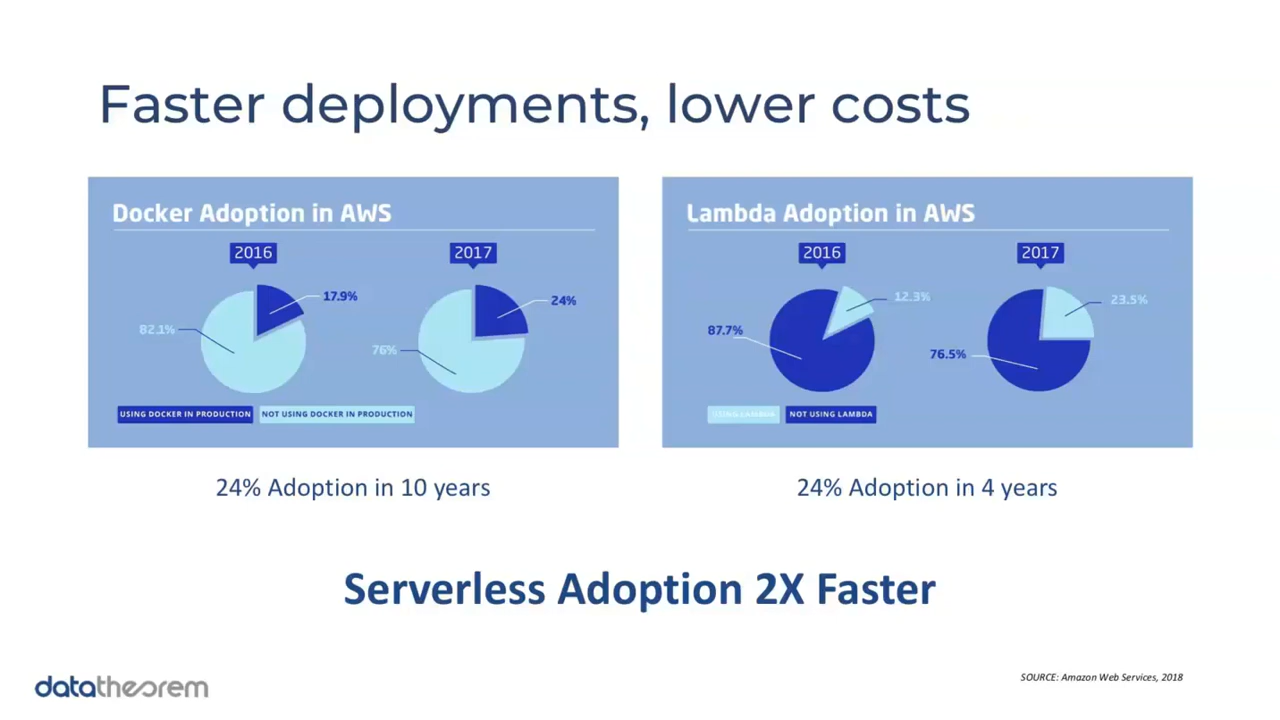 Faster deployments, lower costs
Docker Adoption in AWS
2016
2017
17.9%
82.1%
24%
76%
USING DOCKER IN PRODUCTION
NOT USING DOCKER IN PRODUCTION
24% Adoption in 10 years
Lambda Adoption in AWS
2016
2017
12.3%
87.7%
23.5%
76.5%
USING LAMBDA
NOT USING LAMBDA
24% Adoption in 4 years
Serverless Adoption 2X Faster
datatheorem
SOURCE: Amazon Web Services, 2018